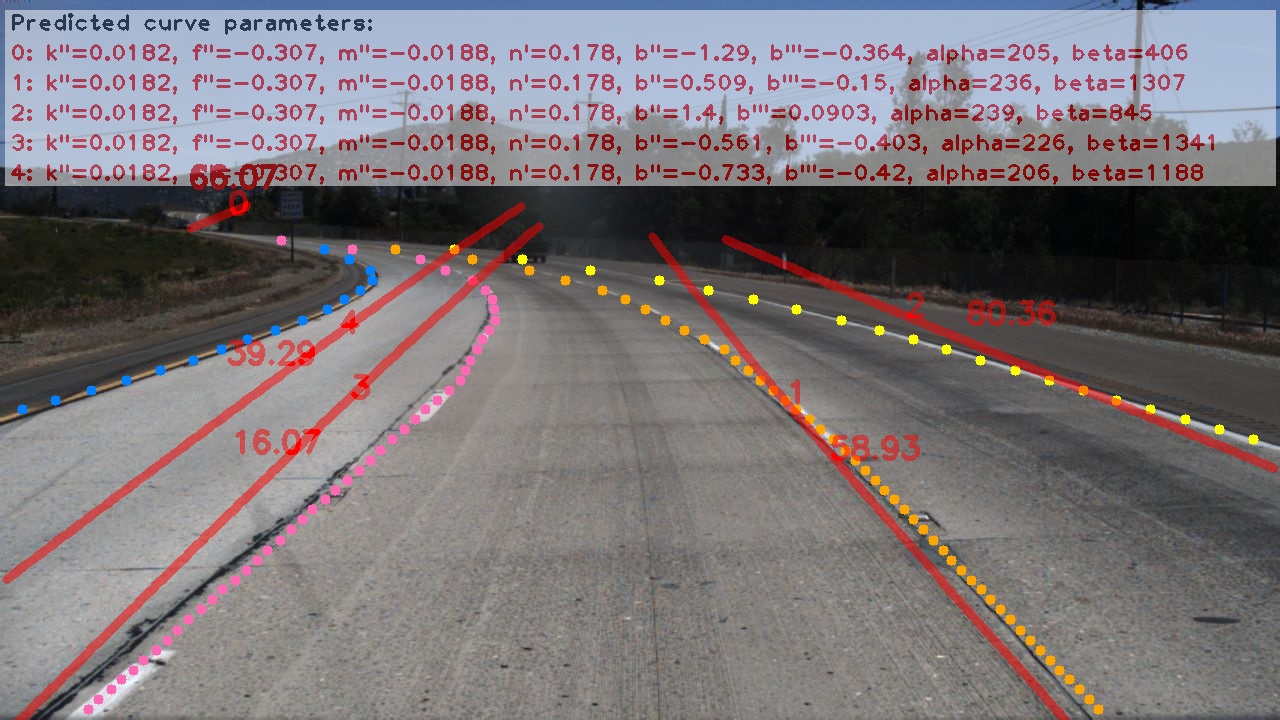 Predicted curve parameters:
0: k''=0.0182, f''=-0.307, m''=-0.0188, n'=0.178, b''=-1.29, b'''=-0.364, alpha=205, beta=406
1: k''=0.0182, f''=-0.307, m''=-0.0188, n'=0.178, b''=0.509, b'''=-0.15, alpha=236, beta=1307
2: k''=0.0182, f''=-0.307, m''=-0.0188, n'=0.178, b''=1.4, b'''=0.0903, alpha=239, beta=845
3: k''=0.0182, f''=-0.307, m''=-0.0188, n'=0.178, b''=-0.561, b'''=-0.403, alpha=226, beta=1341
4: k''=0.0182, f''=-0.307, m''=-0.0188, n'=0.178, b''=-0.733, b'''=-0.42, alpha=206, beta=1188
66.07
0
KEEP
RIGHT
2 80.36
4
39.29
3
1
16.07
58.93